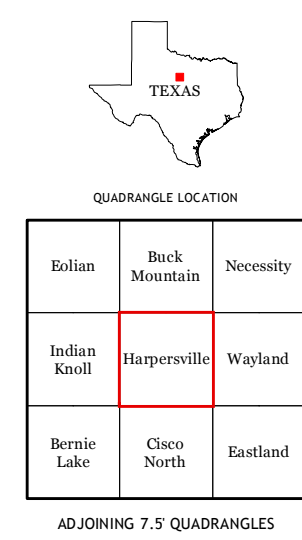 TEXAS
QUADRANGLE LOCATION
Eolian
Buck
Mountain
Necessity
Indian
Knoll
Harpersville
Wayland
Bernie
Lake
Cisco
North
Eastland
ADJOINING 7.5' QUADRANGLES